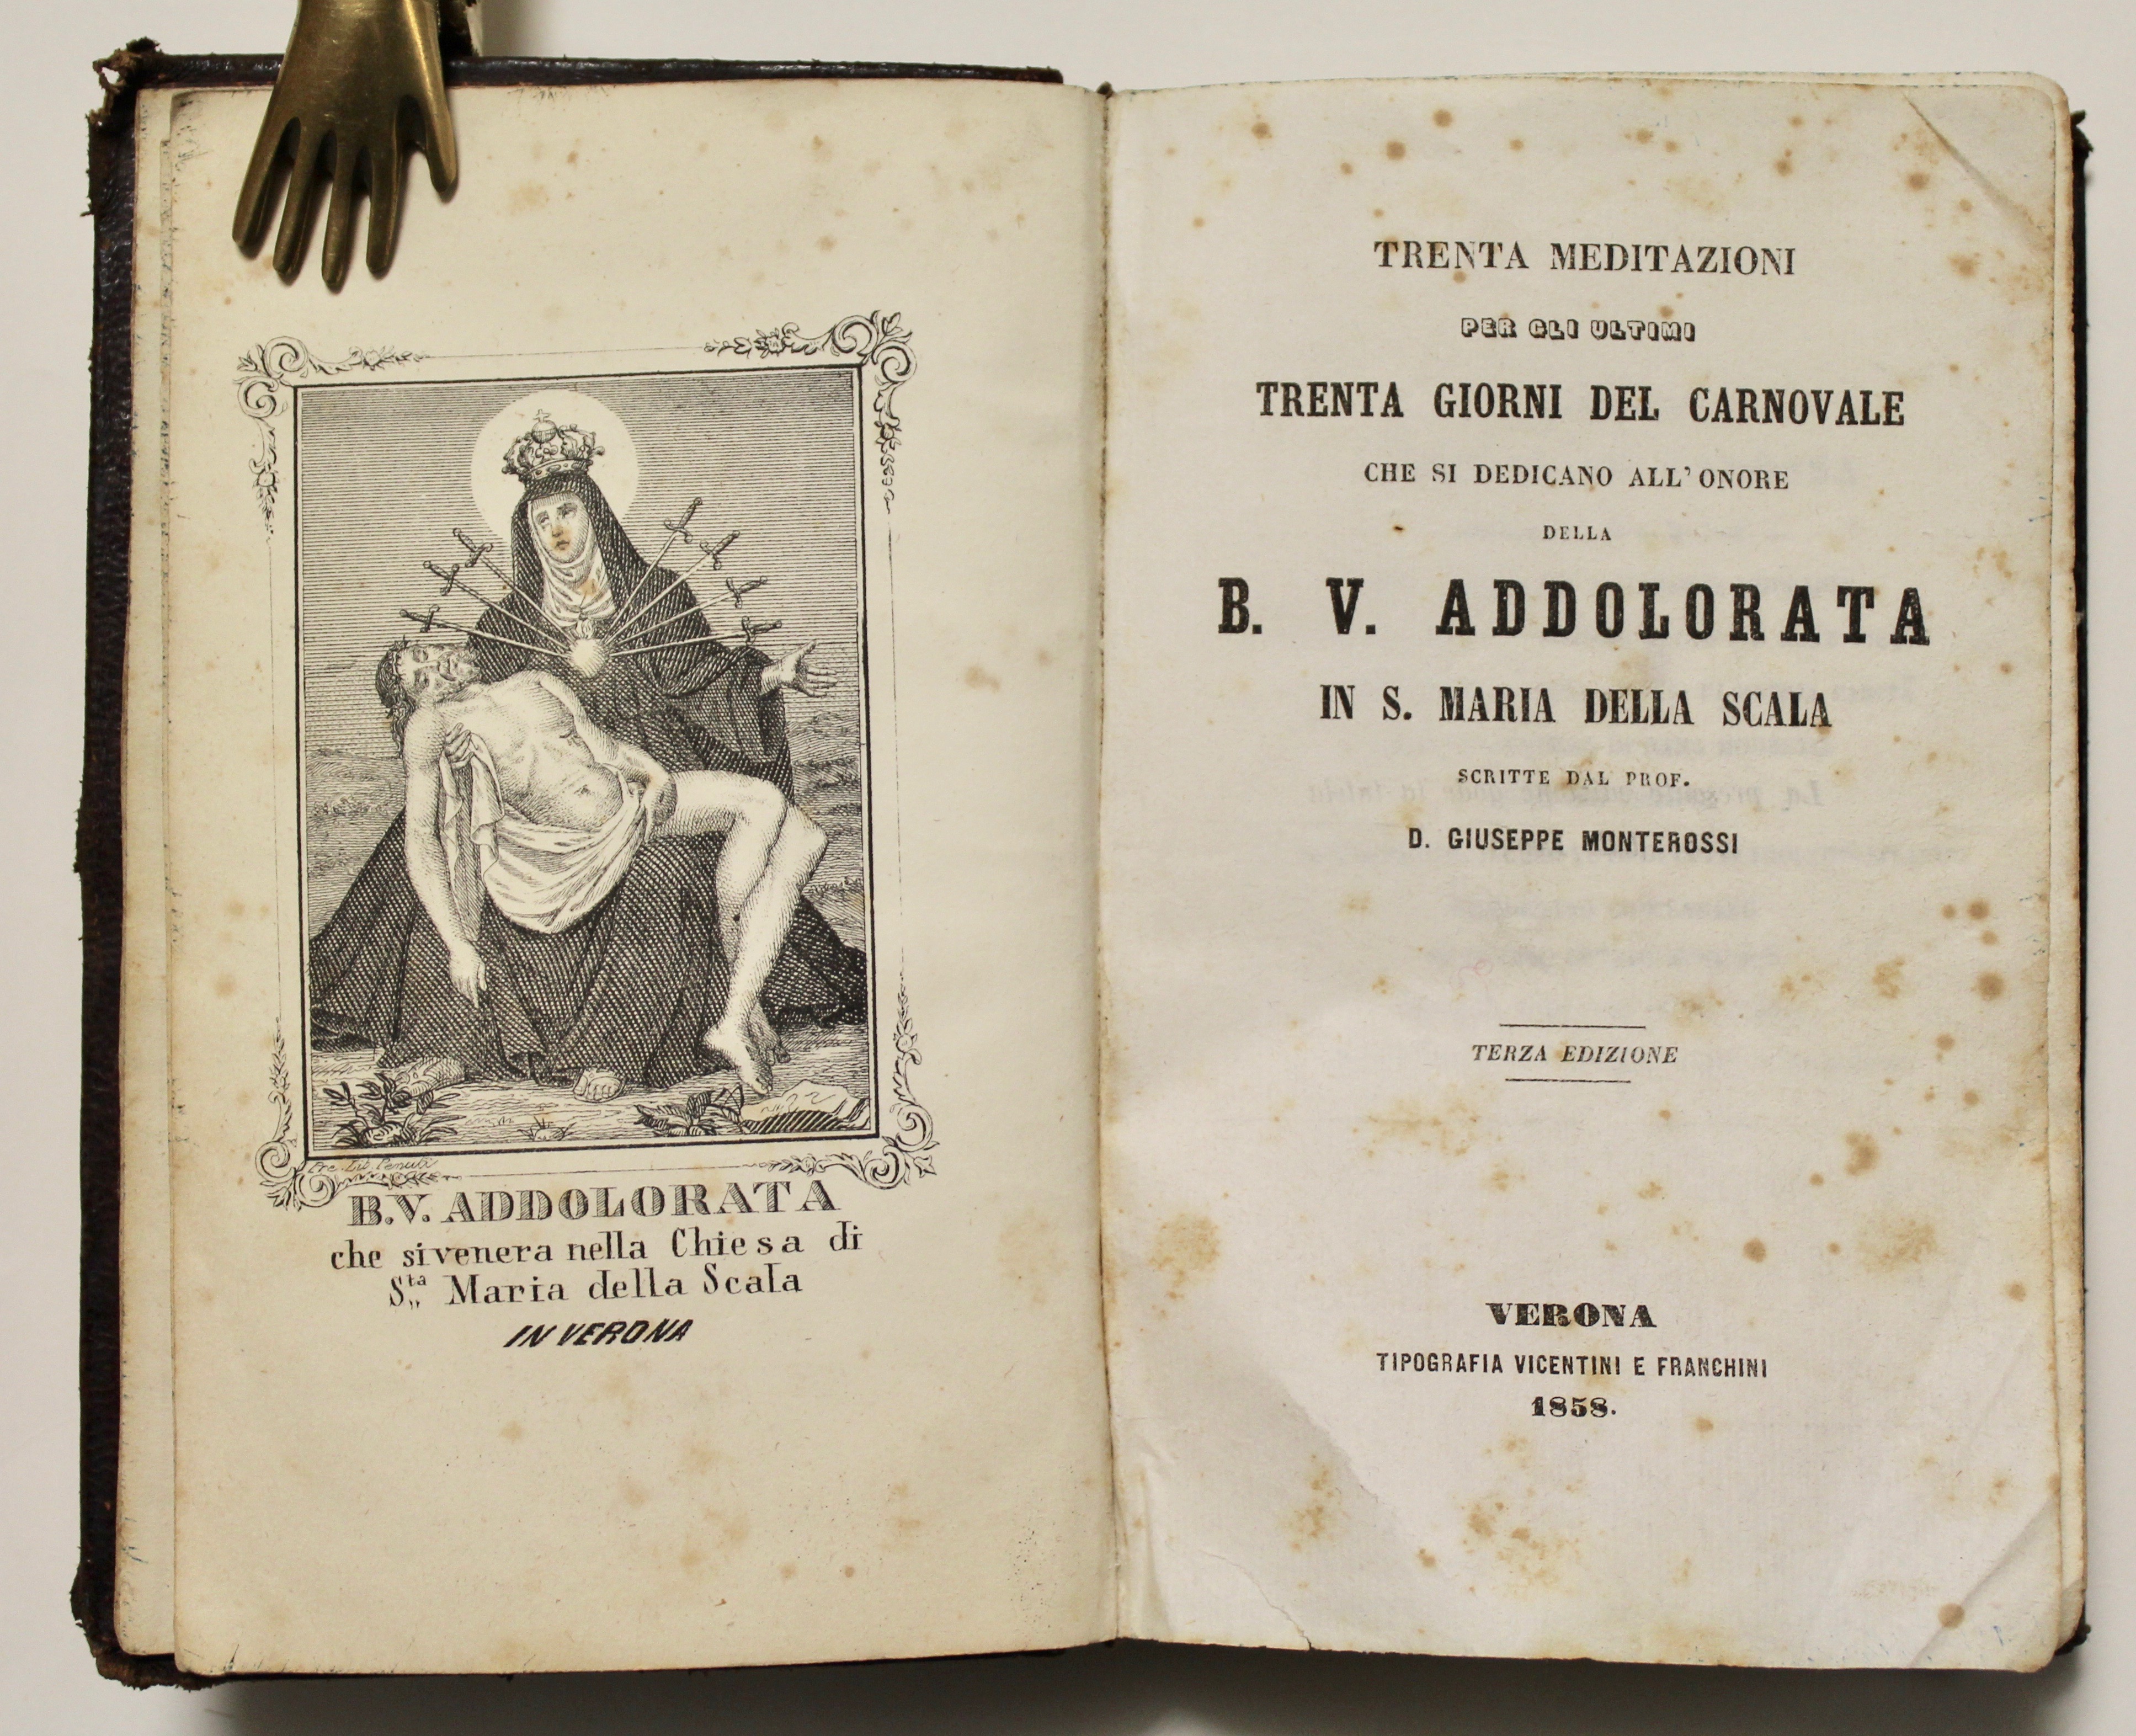 B.V. ADDOLORATA
che si venera nella Chiesa di
S.ta Maria della Scala
IN VERONA
TRENTA MEDITAZIONI
PER GLI ULTIMI
TRENTA GIORNI DEL CARNOVALE
CHE SI DEDICANO ALL' ONORE
DELLA
B. V. ADDOLORATA
IN S. MARIA DELLA SCALA
SCRITTE DAL PROF.
D. GIUSEPPE MONTEROSSI
TERZA EDIZIONE
VERONA
TIPOGRAFIA VICENTINI E FRANCHINI
1858.